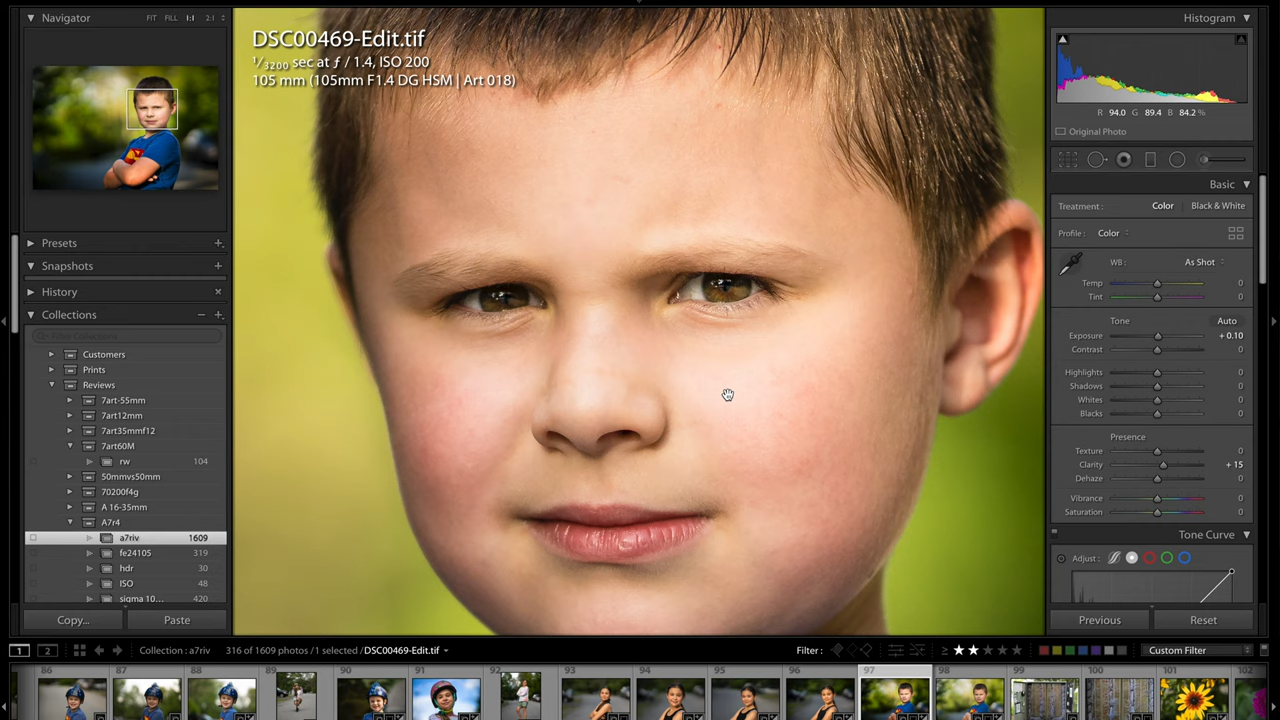 Navigator FIT FILL 1:1 2:1
DSC00469-Edit.tif
1/3200 sec at ƒ / 1.4, ISO 200
105 mm (105mm F1.4 DG HSM | Art 018)
Presets
Snapshots
History
Collections
Filter Collections
Customers
Prints
Reviews
7art-55mm
7art12mm
7art35mmf12
7art60M
rw 104
50mmvs50mm
70200f4g
A 16-35mm
A7r4
a7riv 1609
fe24105 319
hdr 30
ISO 48
sigma 10... 420
Copy... Paste
Histogram
R 94.0 G 89.4 B 84.2 %
Original Photo
Basic
Treatment : Color Black & White
Profile : Color
WB : As Shot
Temp 0
Tint 0
Tone Auto
Exposure + 0.10
Contrast 0
Highlights 0
Shadows 0
Whites 0
Blacks 0
Presence
Texture 0
Clarity + 15
Dehaze 0
Vibrance 0
Saturation 0
Tone Curve
Adjust :
Previous Reset
1 2 Collection : a7riv 316 of 1609 photos / 1 selected / DSC00469-Edit.tif Filter : ≥ ★ ★ ★ ★ ★ Custom Filter
86 87 88 89 90 91 92 93 94 95 96 97 98 99 100 101 102